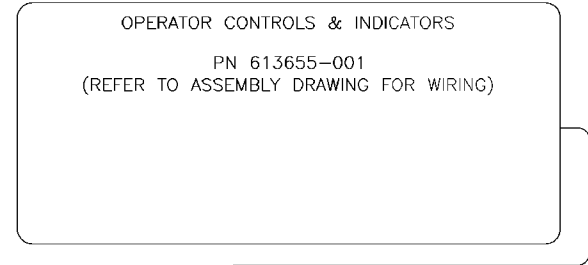 OPERATOR CONTROLS & INDICATORS
PN 613655-001
(REFER TO ASSEMBLY DRAWING FOR WIRING)